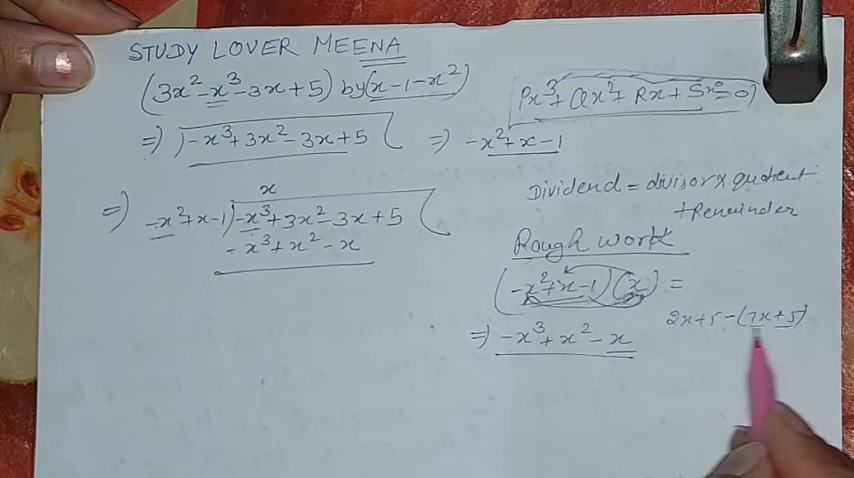 STUDY LOVER MEENA
(3x²-x³-3x+5) by (x-1-x²)
Px³+Qx²+Rx+Sx⁰=0
=> )-x³+3x²-3x+5( => -x²+x-1
x
=> -x²+x-1)-x³+3x²-3x+5(
-x³+x²-x
Dividend = divisor x quotient
+Remainder
Rough work
(-x²+x-1)(x) =
=> -x³+x²-x
2x+5-(7x+5)